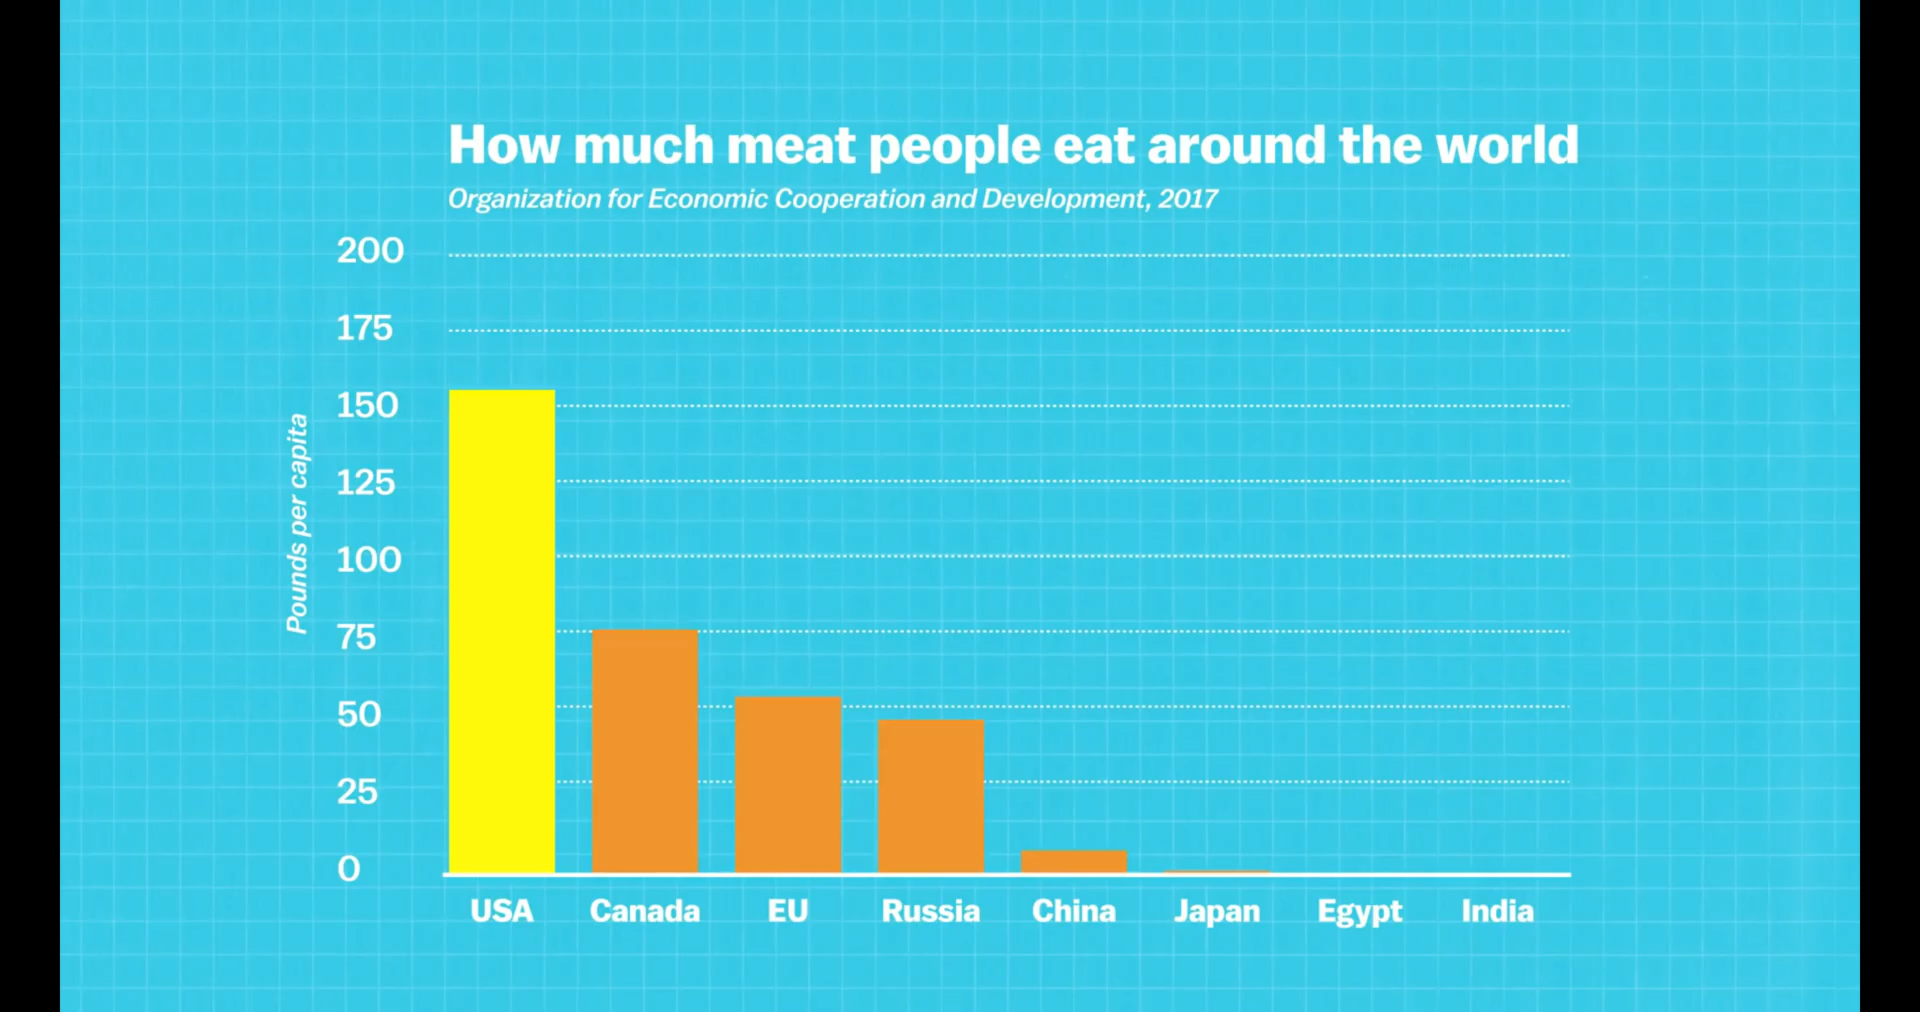 How much meat people eat around the world
Organization for Economic Cooperation and Development, 2017
Pounds per capita
200
175
150
125
100
75
50
25
0
USA Canada EU Russia China Japan Egypt India